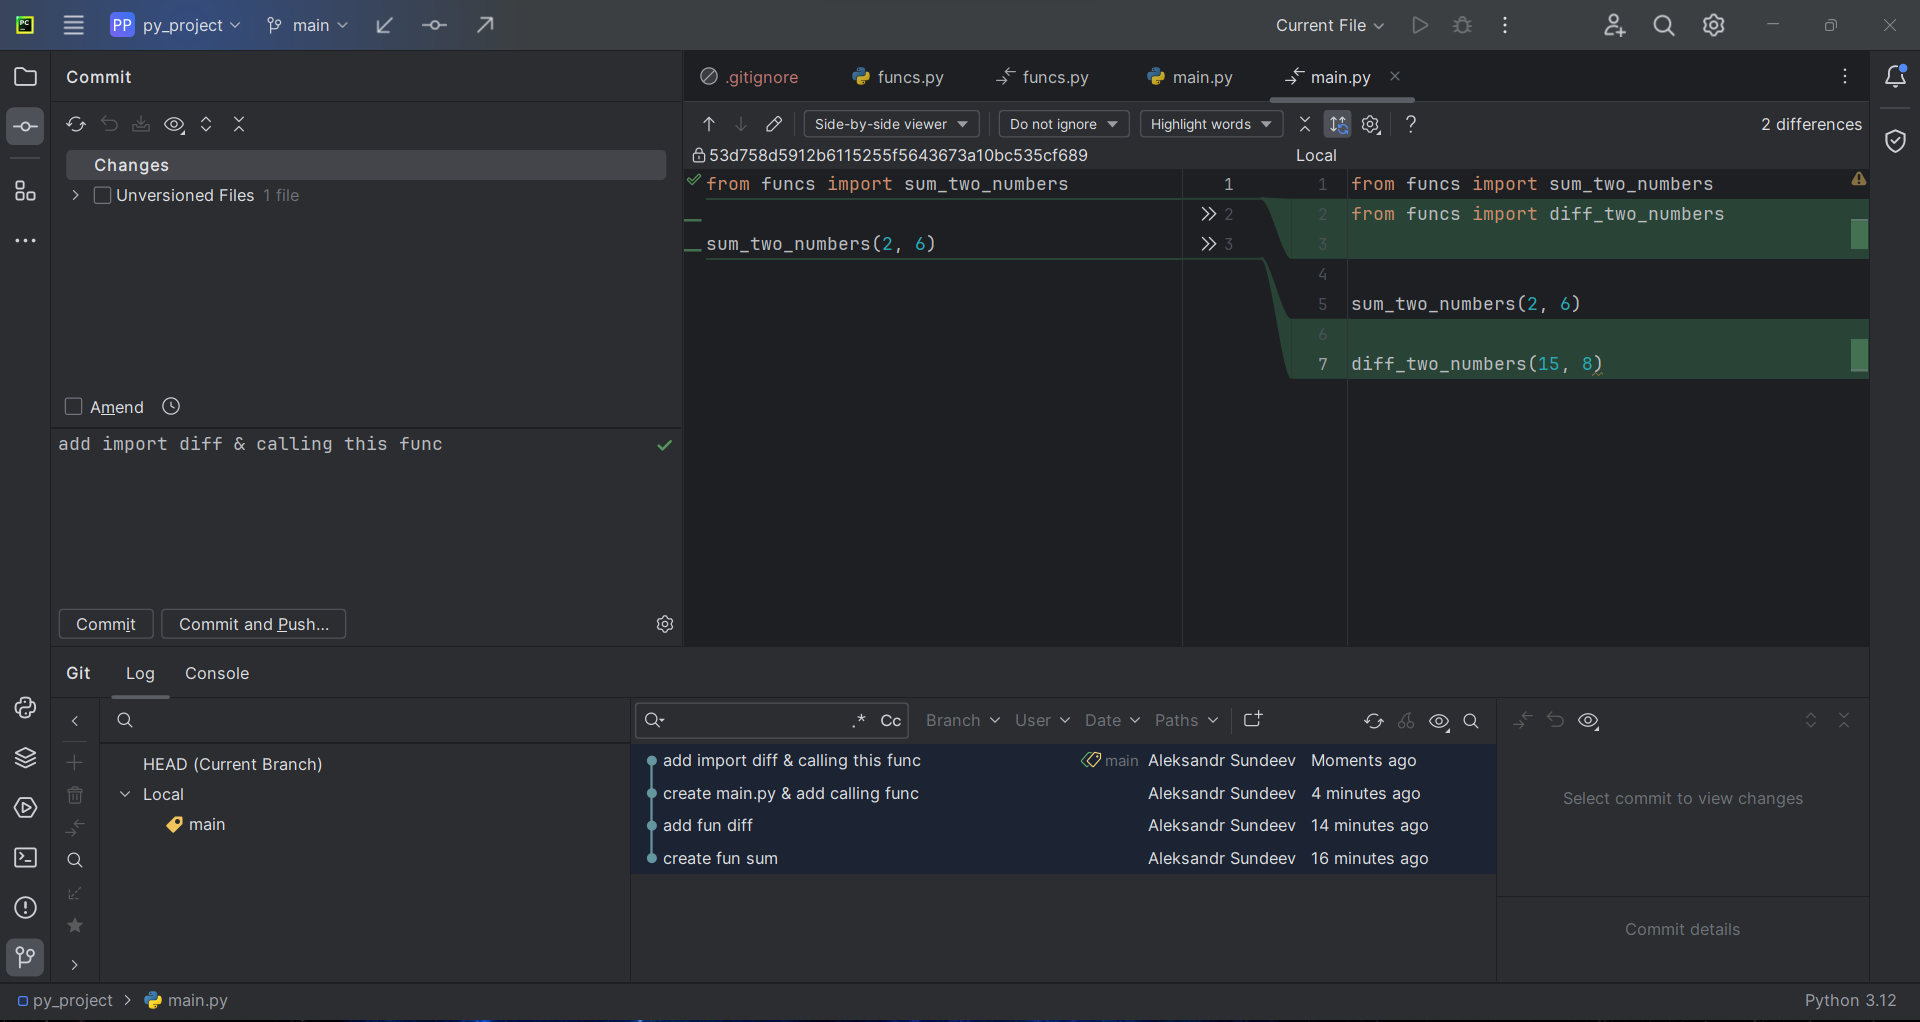 PC
PP py_project main Current File
Commit
Changes
Unversioned Files 1 file
Amend
add import diff & calling this func
Commit Commit and Push...
.gitignore funcs.py funcs.py main.py main.py
Side-by-side viewer Do not ignore Highlight words ? 2 differences
53d758d5912b6115255f5643673a10bc535cf689 Local
from funcs import sum_two_numbers 1
2
sum_two_numbers(2, 6) 3
1 from funcs import sum_two_numbers
2 from funcs import diff_two_numbers
3
4
5 sum_two_numbers(2, 6)
6
7 diff_two_numbers(15, 8)
Git Log Console
.* Cc Branch User Date Paths
HEAD (Current Branch)
Local
main
add import diff & calling this func main Aleksandr Sundeev Moments ago
create main.py & add calling func Aleksandr Sundeev 4 minutes ago
add fun diff Aleksandr Sundeev 14 minutes ago
create fun sum Aleksandr Sundeev 16 minutes ago
Select commit to view changes
Commit details
py_project > main.py Python 3.12